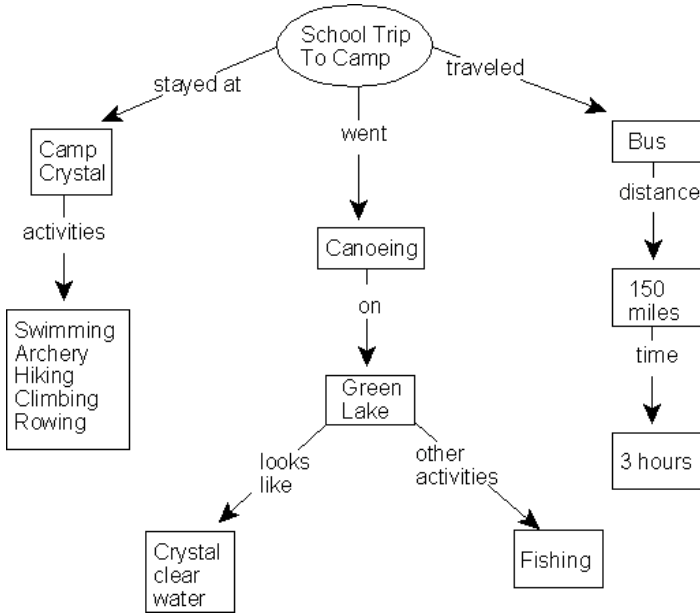 School Trip
To Camp
stayed at
went
traveled
Camp
Crystal
activities
Swimming
Archery
Hiking
Climbing
Rowing
Canoeing
on
Green
Lake
looks
like
Crystal
clear
water
other
activities
Fishing
Bus
distance
150
miles
time
3 hours